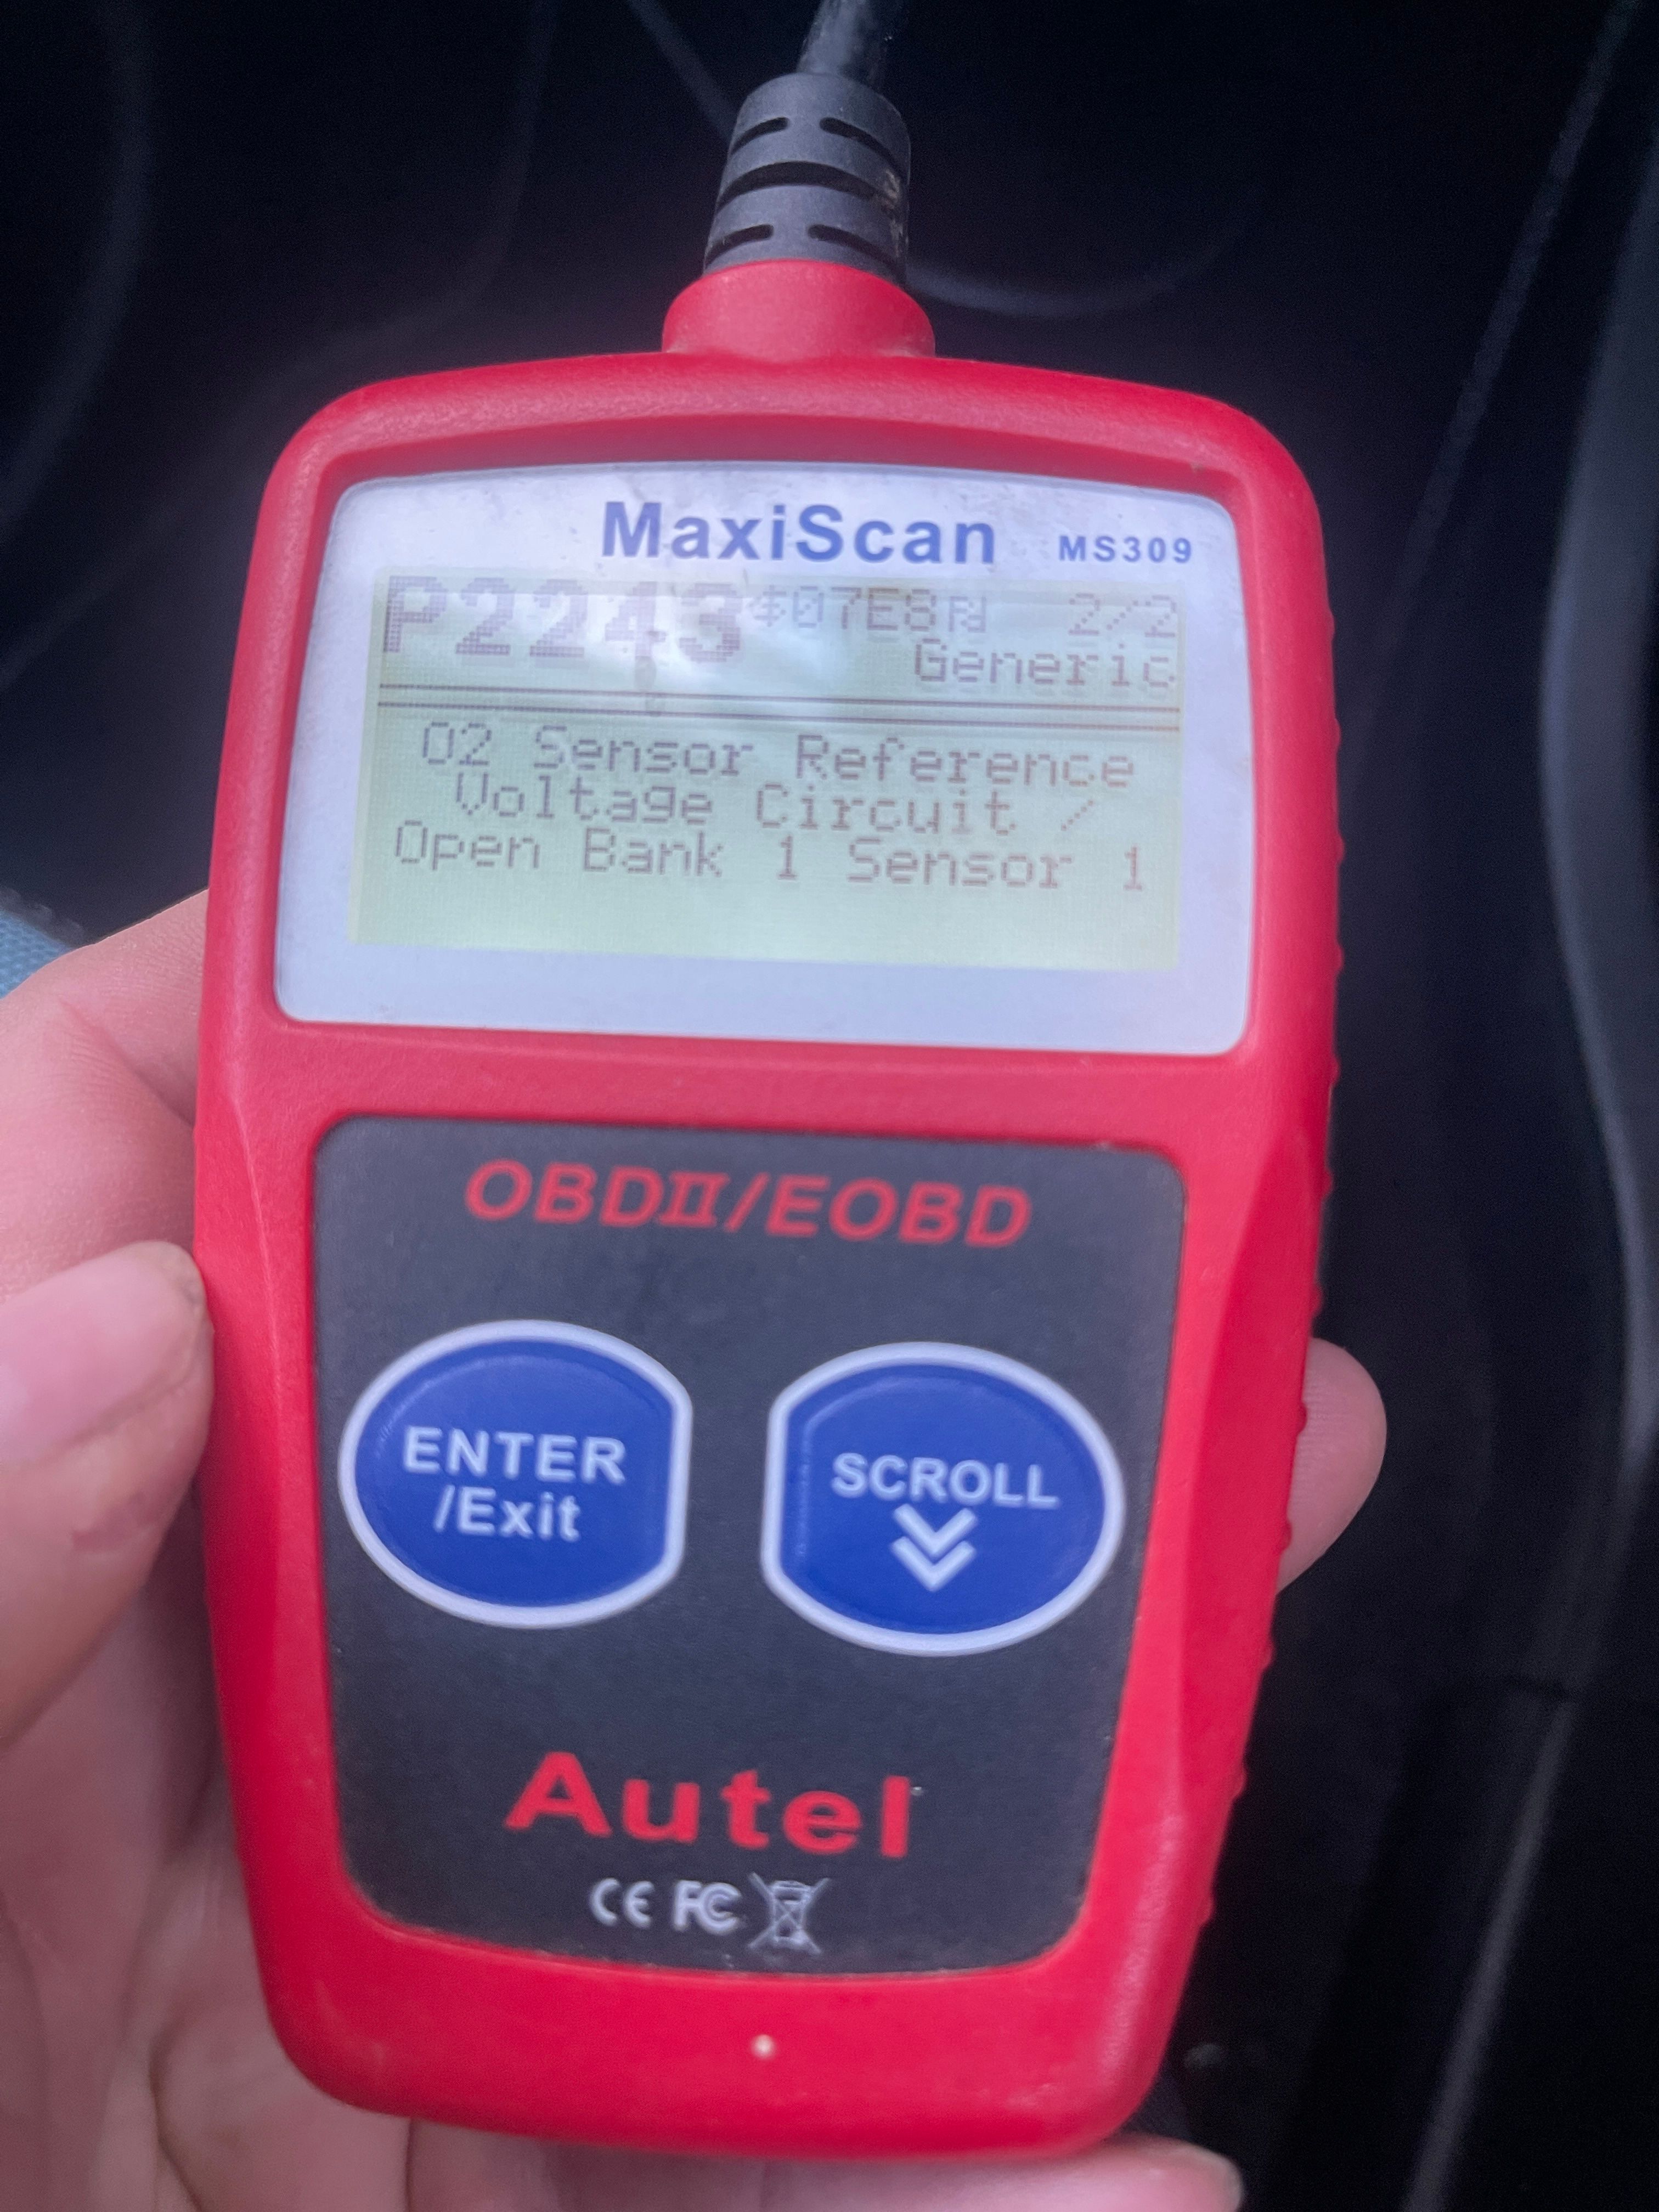 MaxiScan MS309
P2243 $07E8 2/2
Generic
O2 Sensor Reference
Voltage Circuit /
Open Bank 1 Sensor 1
OBDII/EOBD
ENTER
/Exit
SCROLL
Autel
CE FC